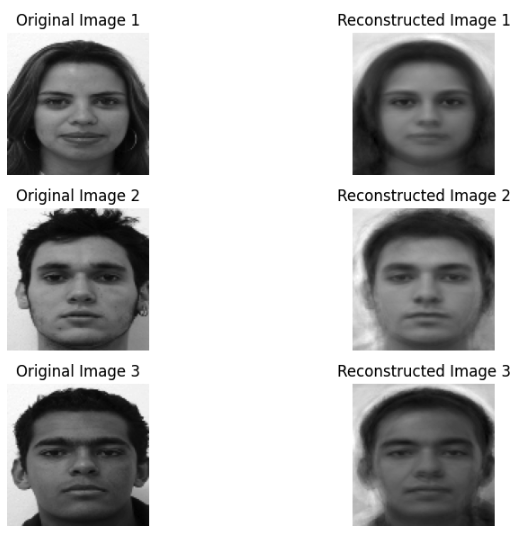 Original Image 1
Reconstructed Image 1
Original Image 2
Reconstructed Image 2
Original Image 3
Reconstructed Image 3